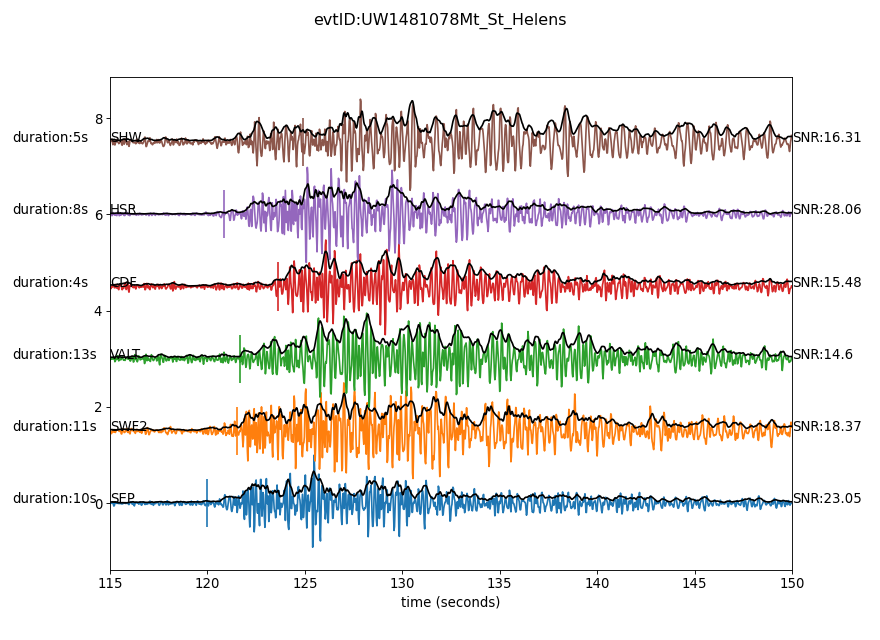 evtID:UW1481078Mt_St_Helens
8
duration:5s SHW SNR:16.31
duration:8s HSR SNR:28.06
6
duration:4s CDF SNR:15.48
4
duration:13s VALT SNR:14.6
2
duration:11s SWF2 SNR:18.37
duration:10s SEP SNR:23.05
0
115 120 125 130 135 140 145 150
time (seconds)